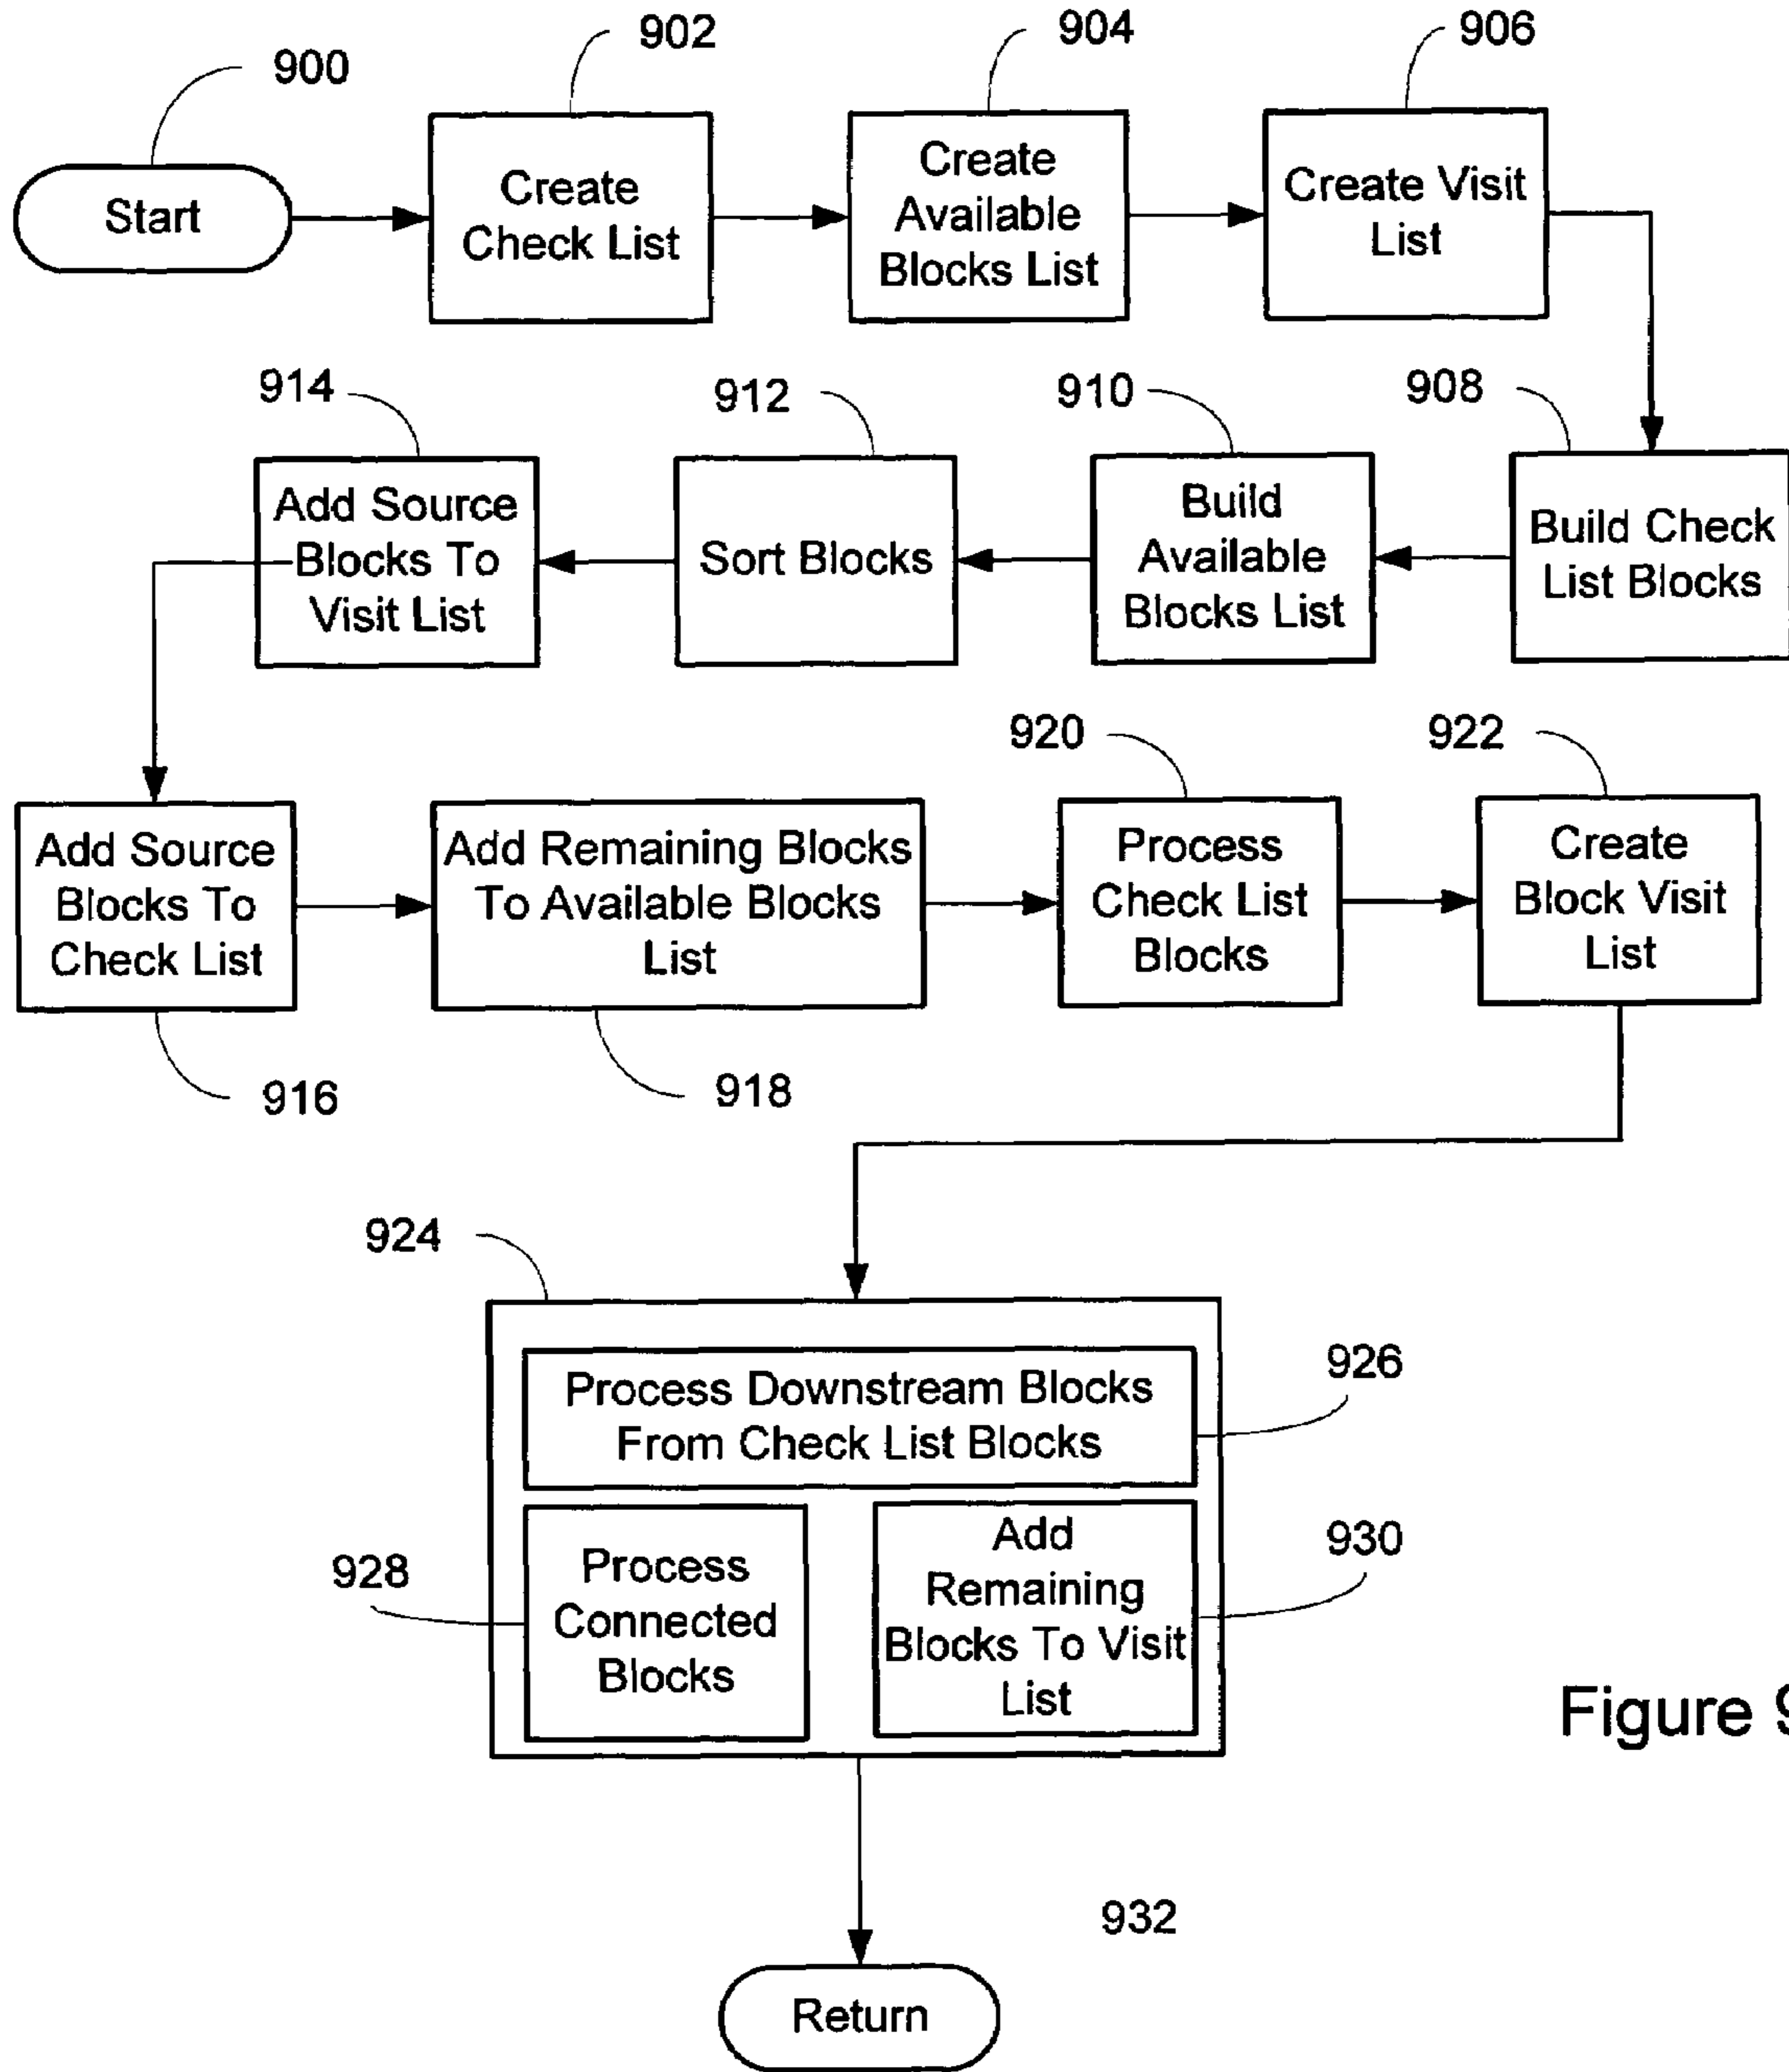 900
902
904
906
Start
Create
Check List
Create
Available
Blocks List
Create Visit
List
914
912
910
908
Add Source
Blocks To
Visit List
Sort Blocks
Build
Available
Blocks List
Build Check
List Blocks
920
922
Add Source
Blocks To
Check List
Add Remaining Blocks
To Available Blocks
List
Process
Check List
Blocks
Create
Block Visit
List
916
918
924
Process Downstream Blocks
From Check List Blocks
926
928
Process
Connected
Blocks
Add
Remaining
Blocks To Visit
List
930
Figure 9
932
Return